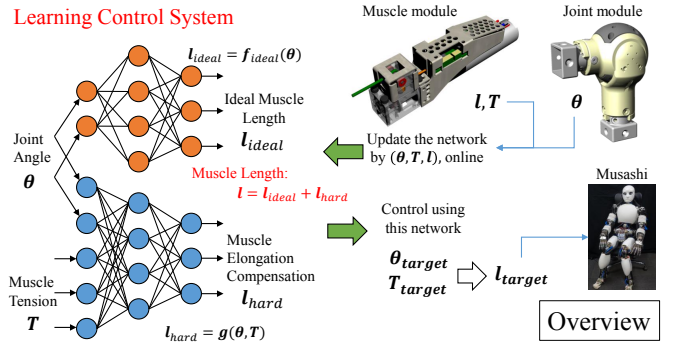 Learning Control System
l_ideal = f_ideal(θ)
Ideal Muscle
Length
l_ideal
Joint
Angle
θ
Muscle Length:
l = l_ideal + l_hard
Muscle
Elongation
Compensation
l_hard
Muscle
Tension
T
l_hard = g(θ, T)
Muscle module
Joint module
l, T
θ
Update the network
by (θ, T, l), online
Control using
this network
θ_target
T_target
l_target
Musashi
Overview